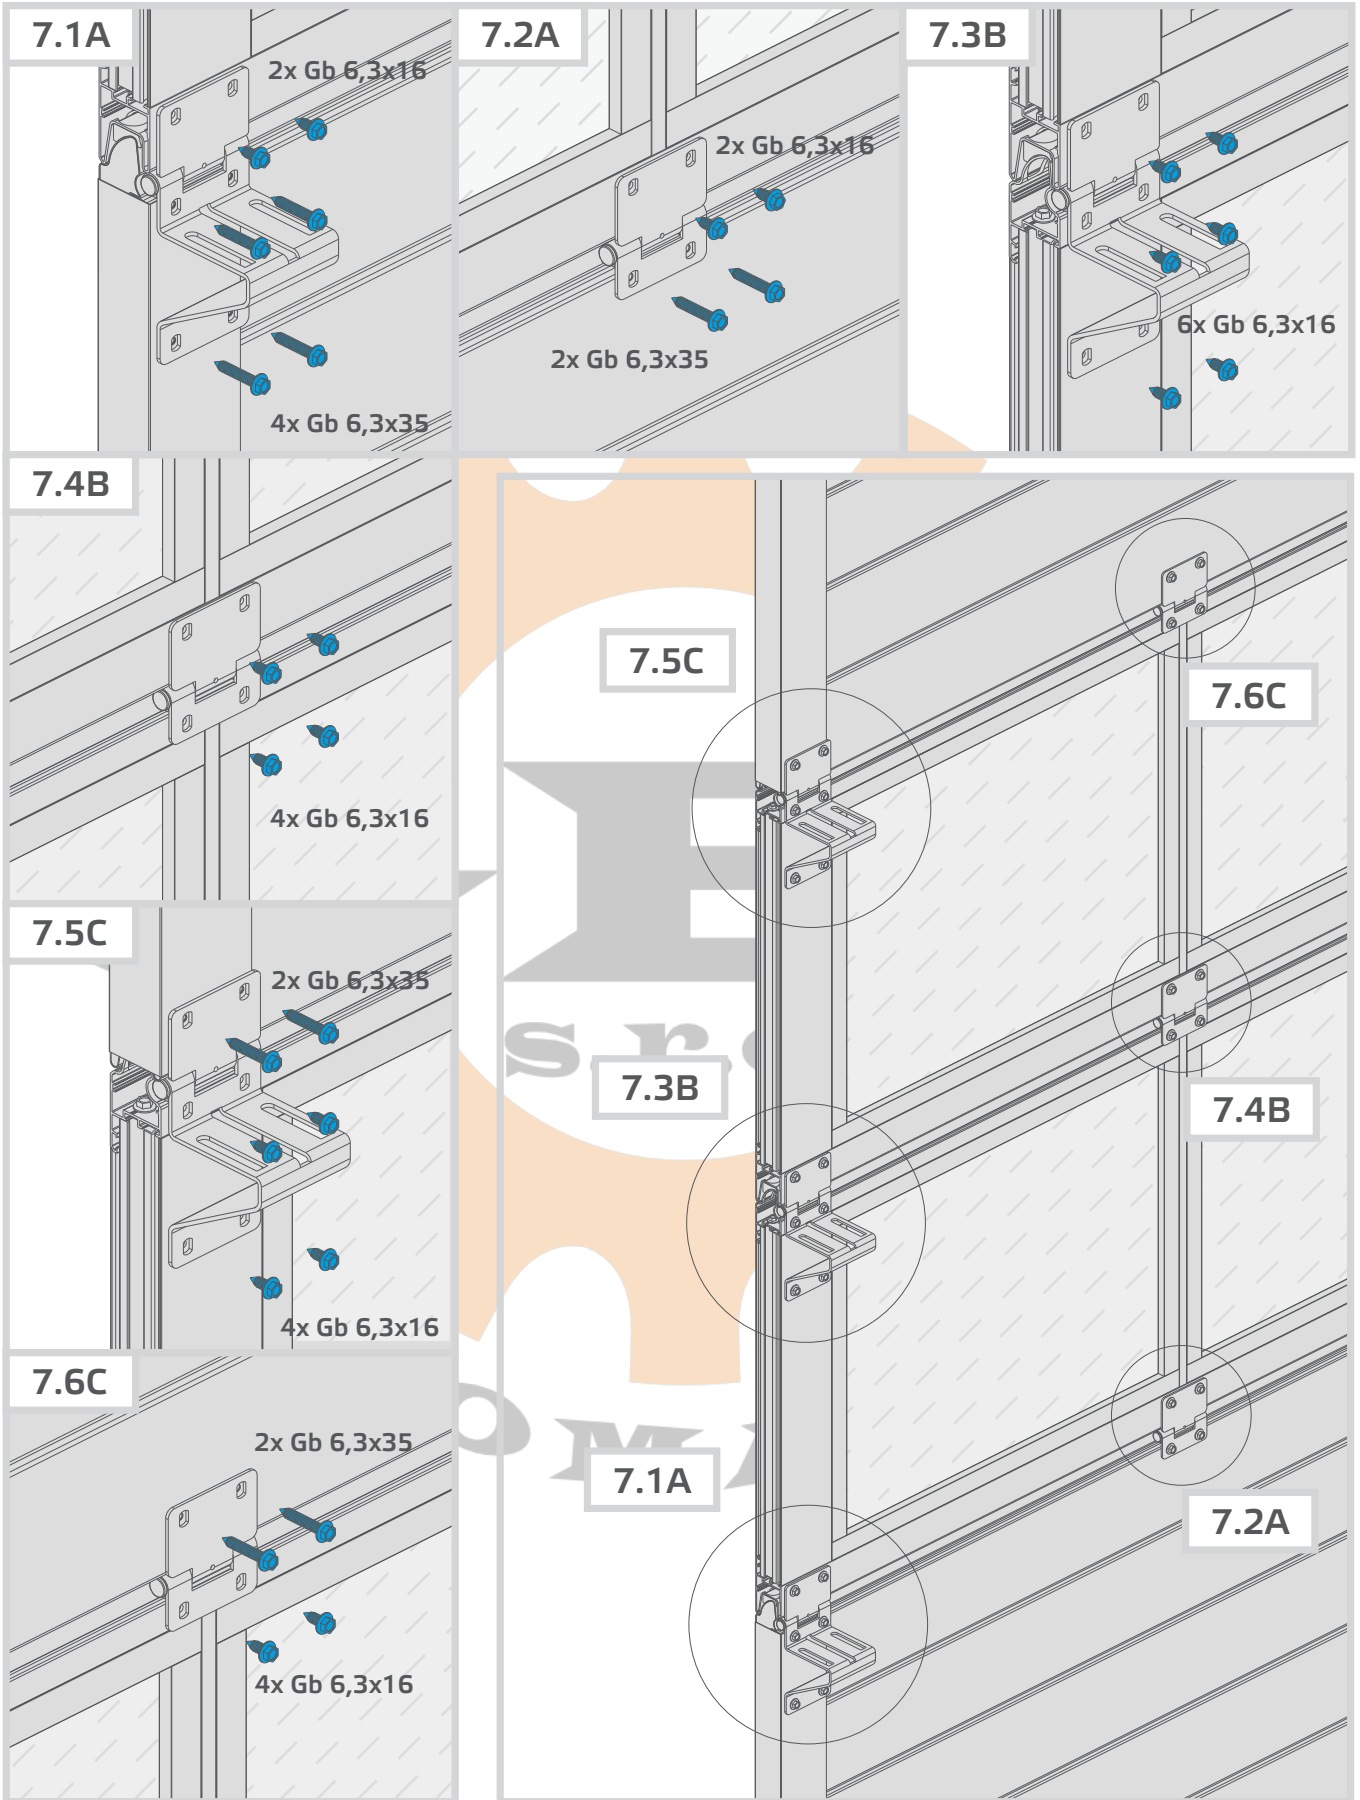 7.1A
2x Gb 6,3x16
4x Gb 6,3x35
7.2A
2x Gb 6,3x16
2x Gb 6,3x35
7.3B
6x Gb 6,3x16
7.4B
4x Gb 6,3x16
7.5C
2x Gb 6,3x35
4x Gb 6,3x16
7.6C
2x Gb 6,3x35
4x Gb 6,3x16
7.5C
7.6C
7.3B
7.4B
7.1A
7.2A
s.r.